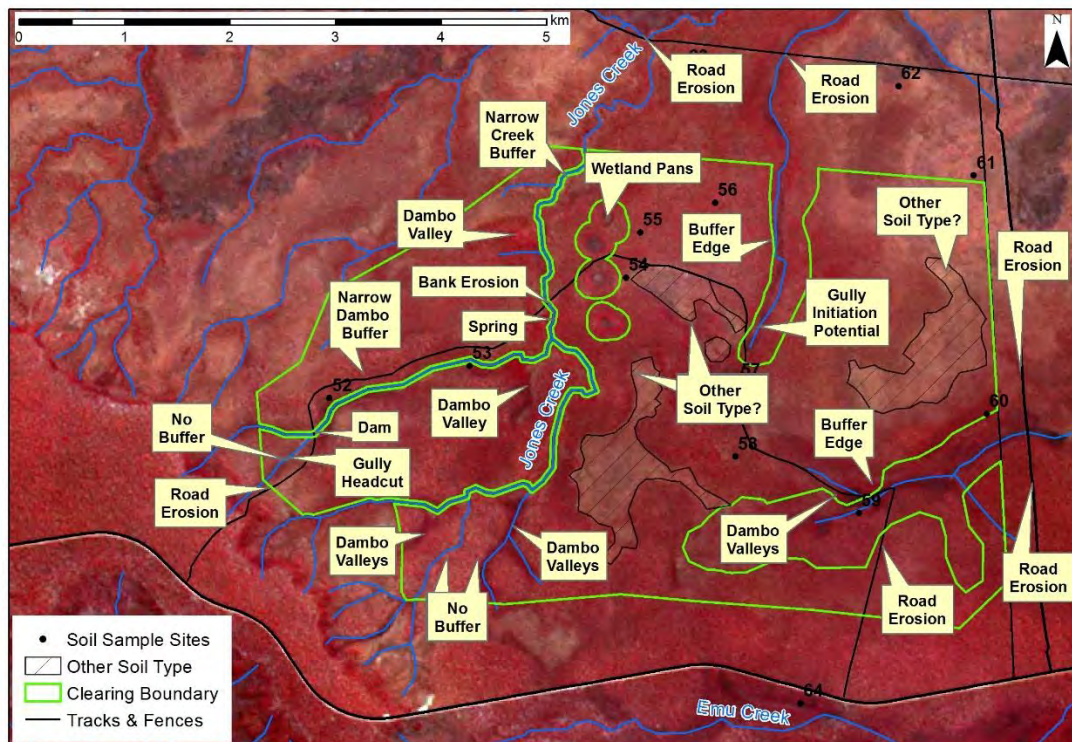 km
0 1 2 3 4 5
N
Road
Erosion
Road
Erosion
62
Jones Creek
Narrow
Creek
Buffer
Wetland Pans
61
56
Other
Soil Type?
Dambo
Valley
55
Buffer
Edge
Road
Erosion
54
Bank Erosion
Narrow
Dambo
Buffer
Spring
Gully
Initiation
Potential
53
57
52
Dambo
Valley
Other
Soil Type?
60
No
Buffer
Dam
Jones Creek
58
Buffer
Edge
Gully
Headcut
Road
Erosion
59
Dambo
Valleys
Dambo
Valleys
Dambo
Valleys
Road
Erosion
No
Buffer
Road
Erosion
Soil Sample Sites
Other Soil Type
Clearing Boundary
Tracks & Fences
64
Emu Creek